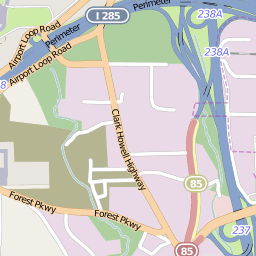 I 285
Perimeter
238A
Airport Loop Road
Perimeter
238A
Airport Loop Road
8
Clark Howell Highway
85
Forest Pkwy
Forest Pkwy
237
85